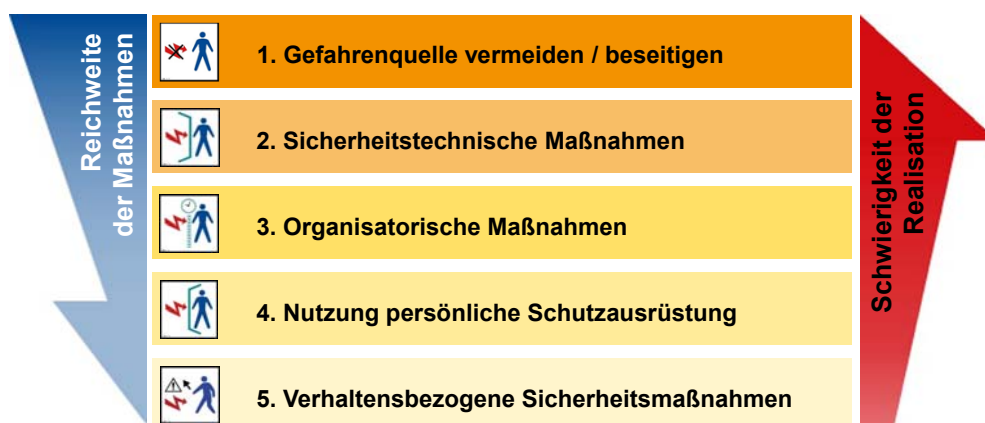 Reichweite
der Maßnahmen
1. Gefahrenquelle vermeiden / beseitigen
2. Sicherheitstechnische Maßnahmen
3. Organisatorische Maßnahmen
4. Nutzung persönliche Schutzausrüstung
5. Verhaltensbezogene Sicherheitsmaßnahmen
Schwierigkeit der
Realisation